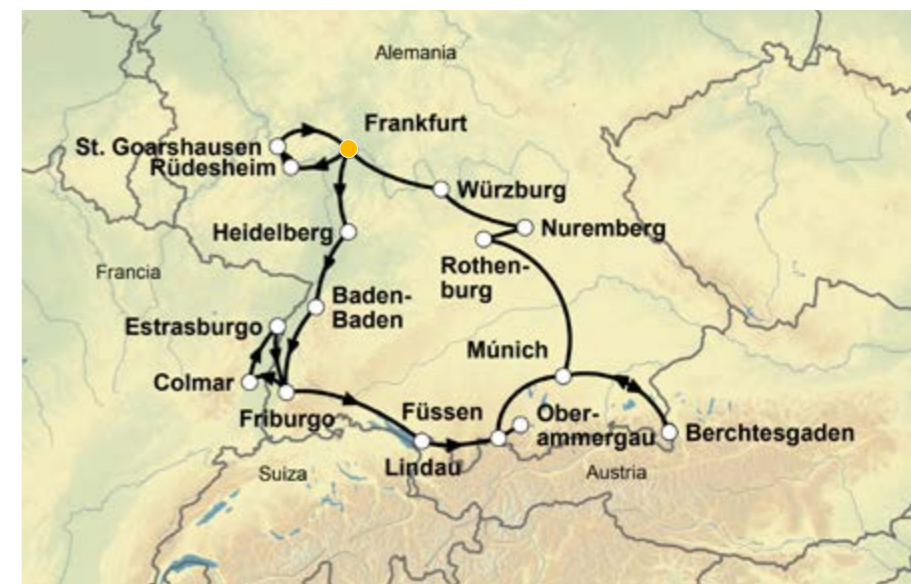 Alemania
Frankfurt
St. Goarshausen
Rüdesheim
Würzburg
Nuremberg
Heidelberg
Rothen-
burg
Francia
Baden-
Baden
Estrasburgo
Múnich
Colmar
Friburgo
Füssen
Ober-
ammergau
Berchtesgaden
Lindau
Suiza
Austria